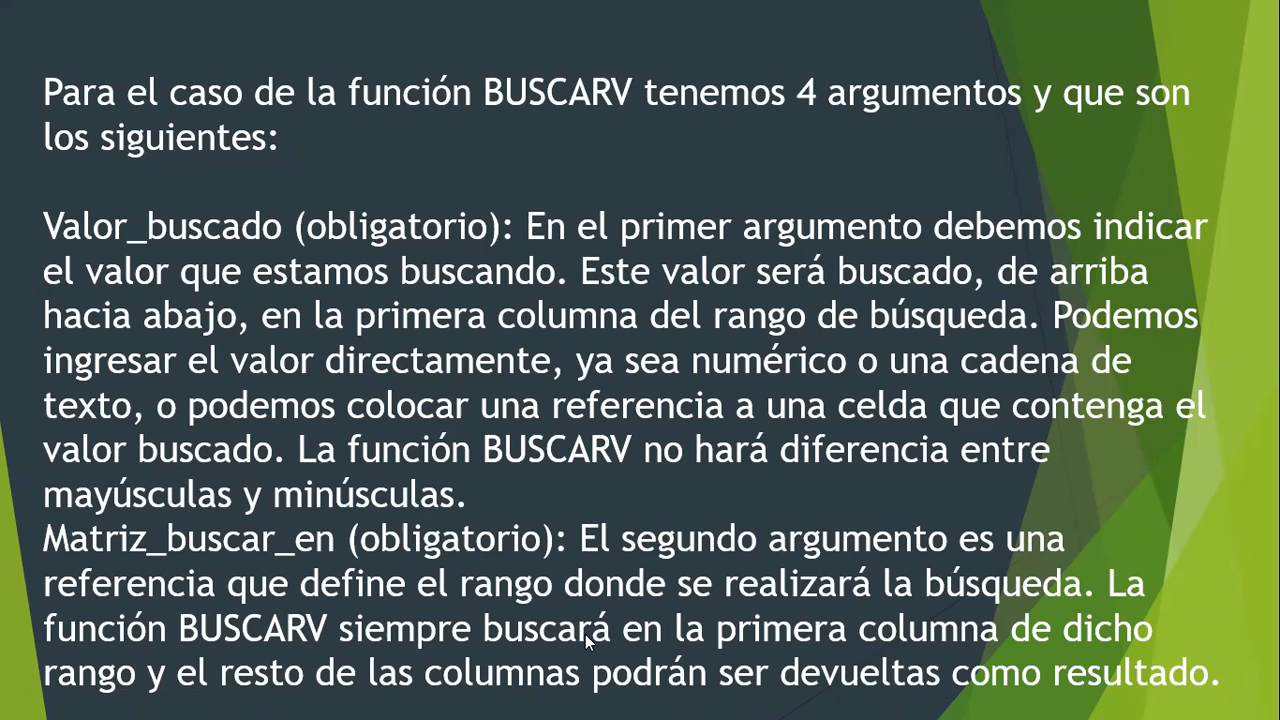 Para el caso de la función BUSCARV tenemos 4 argumentos y que son
los siguientes:
Valor_buscado (obligatorio): En el primer argumento debemos indicar
el valor que estamos buscando. Este valor será buscado, de arriba
hacia abajo, en la primera columna del rango de búsqueda. Podemos
ingresar el valor directamente, ya sea numérico o una cadena de
texto, o podemos colocar una referencia a una celda que contenga el
valor buscado. La función BUSCARV no hará diferencia entre
mayúsculas y minúsculas.
Matriz_buscar_en (obligatorio): El segundo argumento es una
referencia que define el rango donde se realizará la búsqueda. La
función BUSCARV siempre buscará en la primera columna de dicho
rango y el resto de las columnas podrán ser devueltas como resultado.